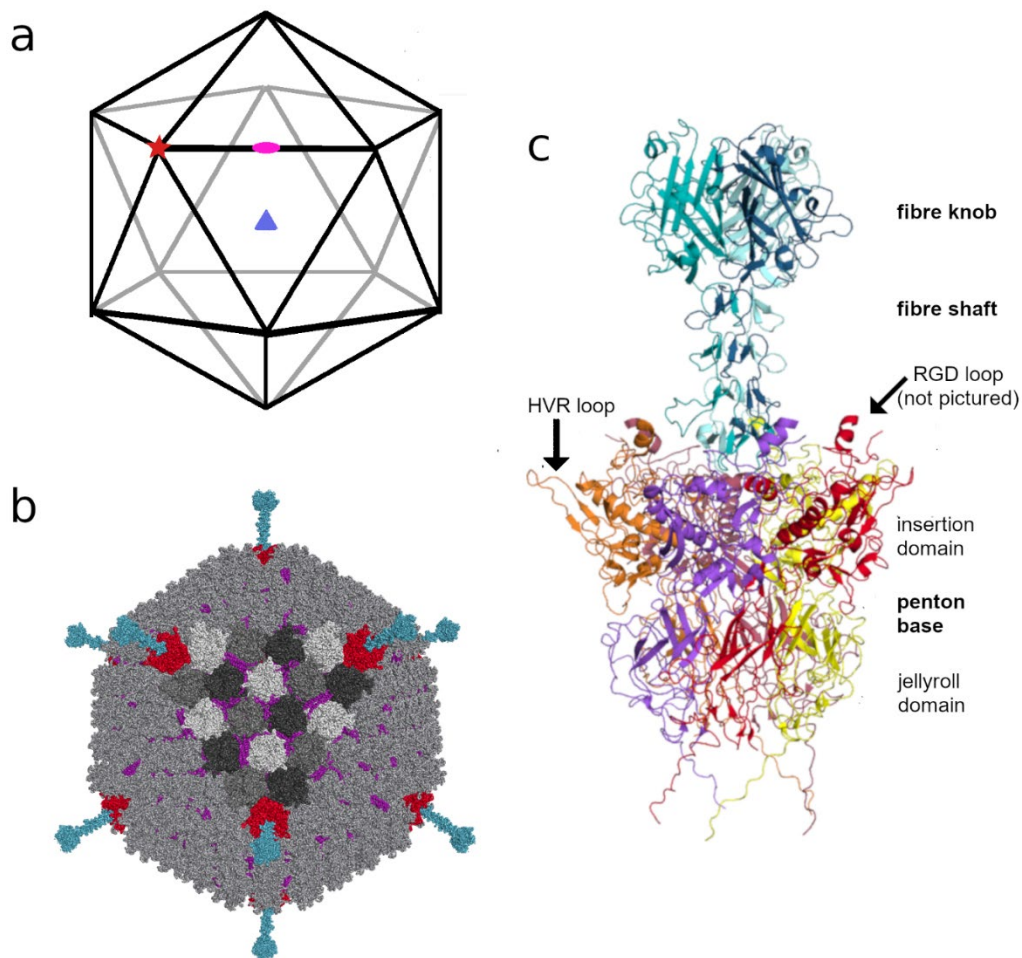 a
c
fibre knob
fibre shaft
RGD loop
(not pictured)
HVR loop
b
insertion
domain
penton
base
jellyroll
domain